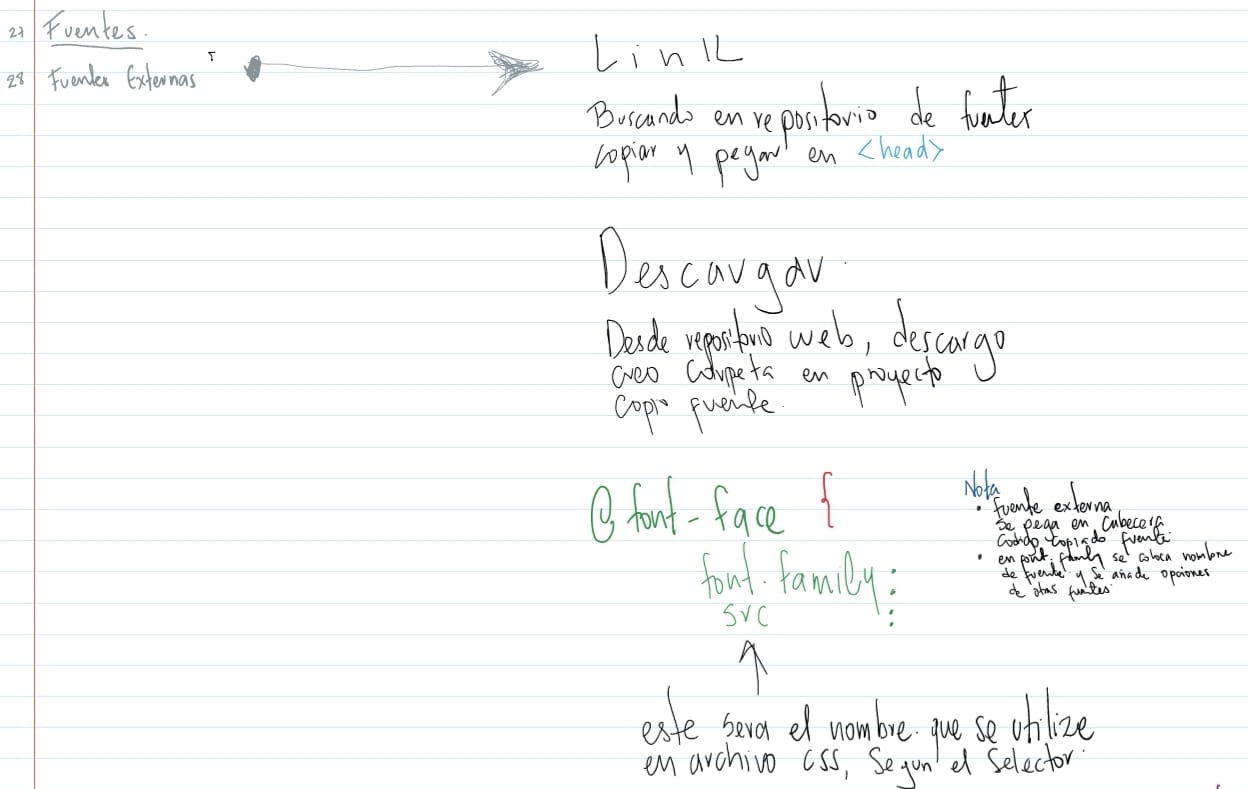 27 Fuentes.
28 Fuentes Externas
Link
Buscando en repositorio de fuentes
copiar y pegar en <head>
Descargar.
Desde repositorio web, descargo
creo carpeta en proyecto
copio fuente.
@font-face {
font-family:
src :
este sera el nombre que se utilize
en archivo css, Segun el Selector.
Nota
• fuente externa
se pega en cabecera
codigo copiado fuente.
• en font-family se coloca nombre
de fuente y se añade opciones
de otras fuentes.